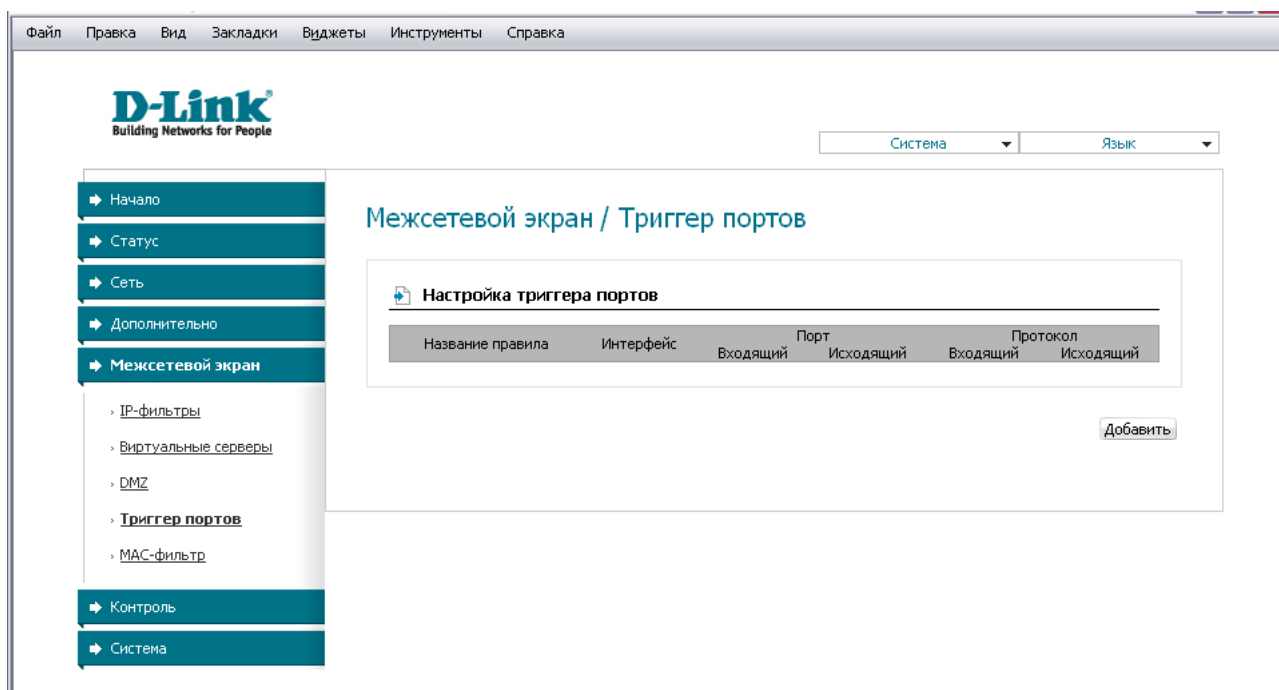 Файл Правка Вид Закладки Виджеты Инструменты Справка
D-Link
Building Networks for People
Система Язык
Начало
Статус
Сеть
Дополнительно
Межсетевой экран
IP-фильтры
Виртуальные серверы
DMZ
Триггер портов
MAC-фильтр
Контроль
Система
Межсетевой экран / Триггер портов
Настройка триггера портов
Название правила Интерфейс Порт Протокол
Входящий Исходящий Входящий Исходящий
Добавить